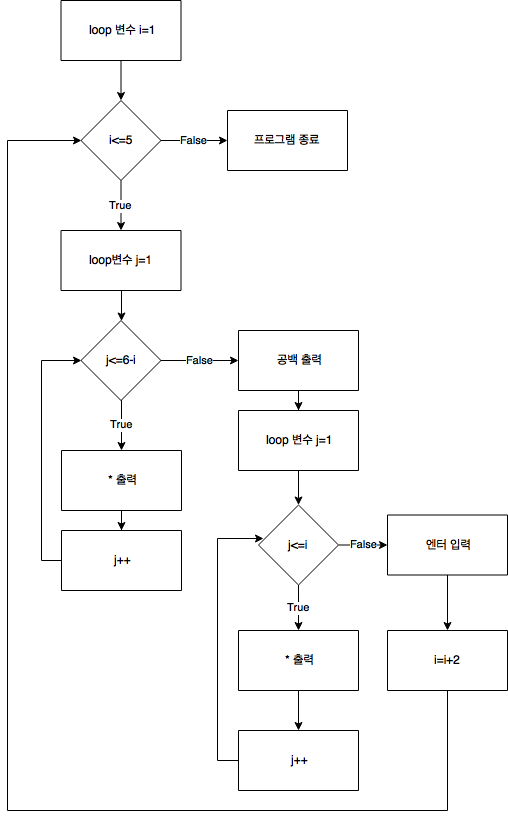 loop 변수 i=1
i<=5
False
프로그램 종료
True
loop변수 j=1
j<=6-i
False
공백 출력
True
loop 변수 j=1
* 출력
j++
j<=i
False
엔터 입력
True
* 출력
i=i+2
j++